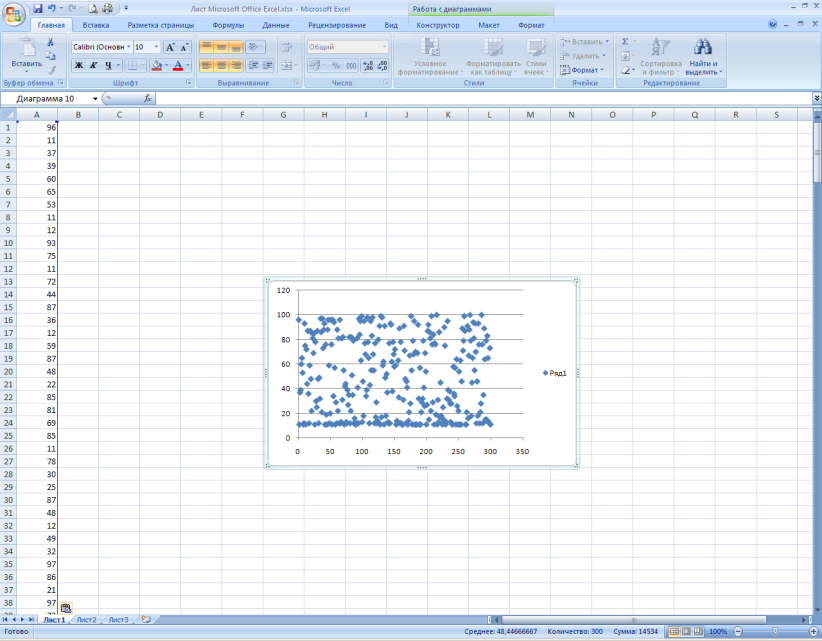 Лист Microsoft Office Excel.xlsx - Microsoft Excel
Работа с диаграммами
Главная Вставка Разметка страницы Формулы Данные Рецензирование Вид Конструктор Макет Формат
Calibri (Основн 10 Общий
Вставить
Ж К Ч
% 000
Условное форматирование
Форматировать как таблицу
Стили ячеек
Вставить
Удалить
Формат
Σ
Сортировка и фильтр
Найти и выделить
Буфер обмена Шрифт Выравнивание Число Стили Ячейки Редактирование
Диаграмма 10 fx
A B C D E F G H I J K L M N O P Q R S
1 96
2 11
3 37
4 39
5 60
6 65
7 53
8 11
9 12
10 93
11 75
12 11
13 72
14 44
15 87
16 36
17 12
18 59
19 87
20 48
21 22
22 85
23 81
24 69
25 85
26 11
27 78
28 30
29 25
30 87
31 48
32 12
33 49
34 32
35 97
36 86
37 21
38 97
120
100
80
60
40
20
0
0 50 100 150 200 250 300 350
Ряд1
Лист1 Лист2 Лист3
Готово Среднее: 48,44666667 Количество: 300 Сумма: 14534 100%